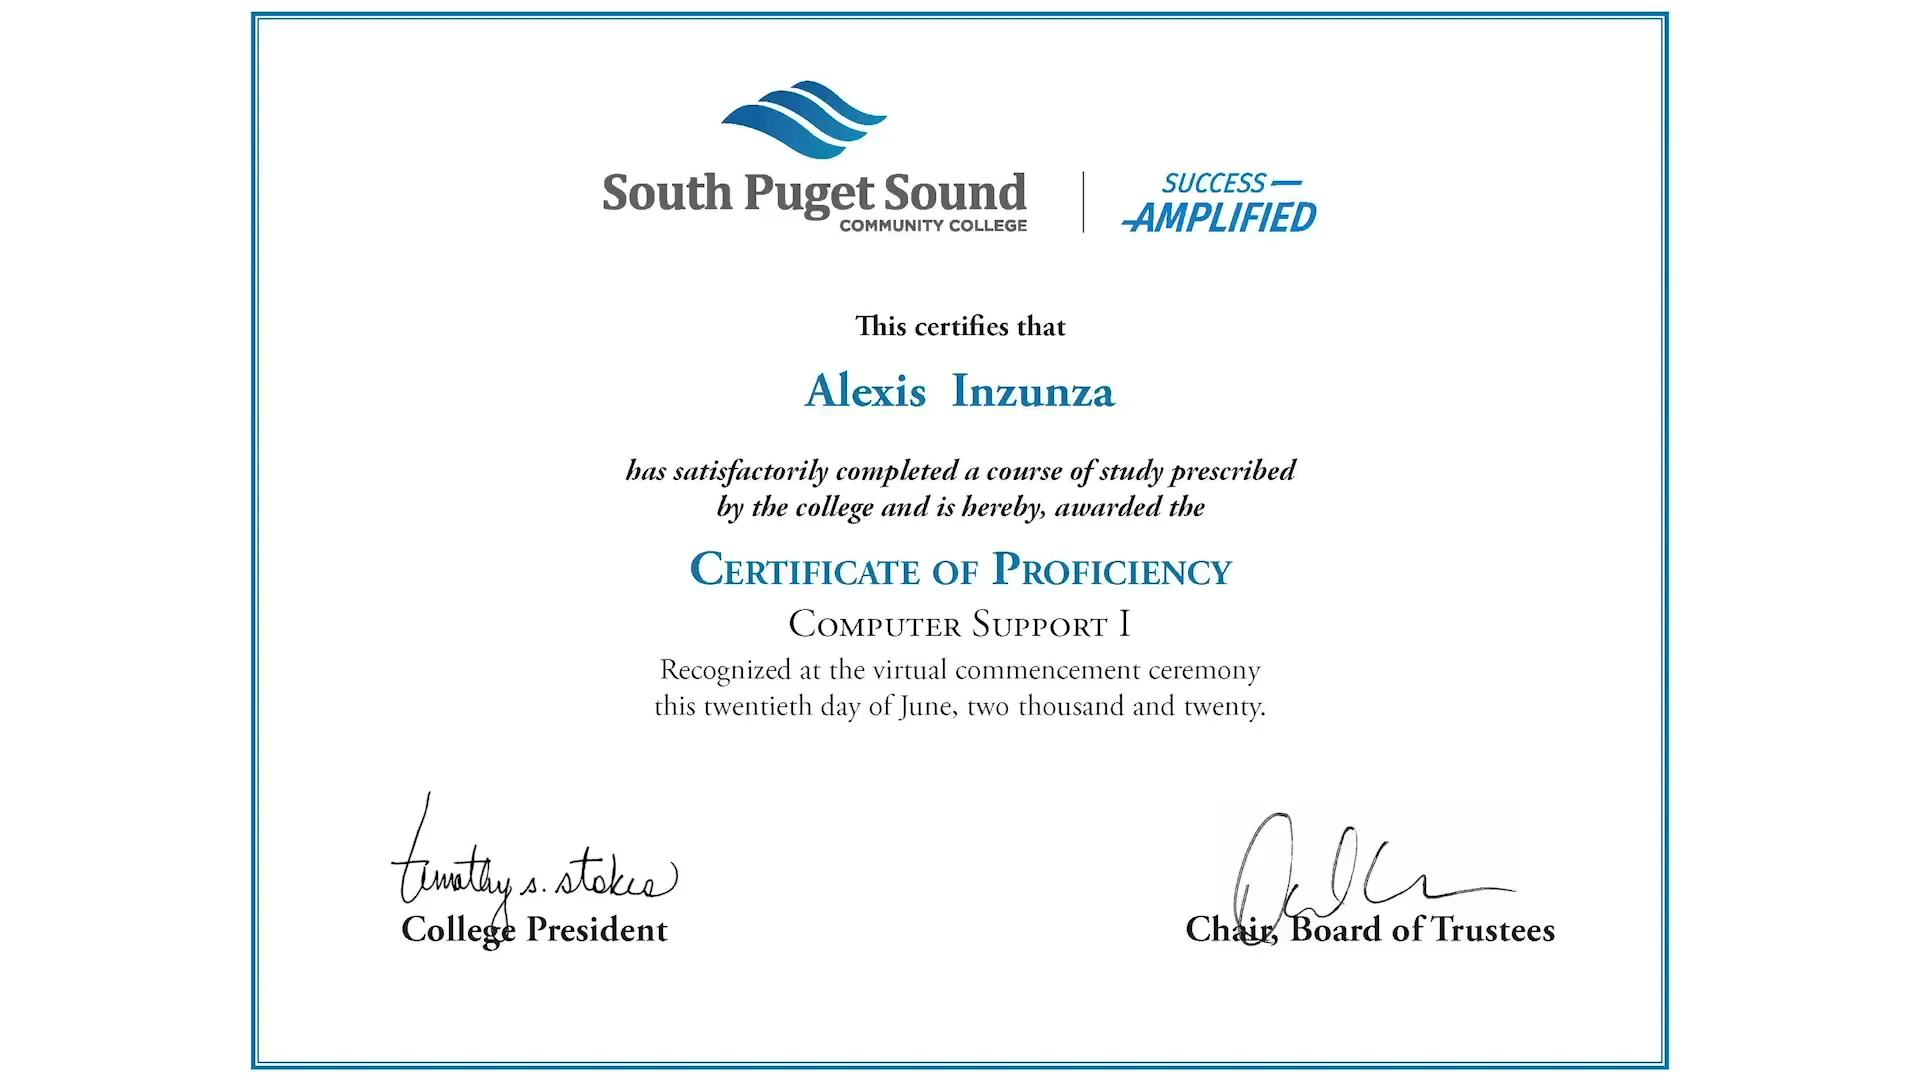 South Puget Sound
COMMUNITY COLLEGE
SUCCESS
AMPLIFIED
This certifies that
Alexis Inzunza
has satisfactorily completed a course of study prescribed
by the college and is hereby, awarded the
CERTIFICATE OF PROFICIENCY
COMPUTER SUPPORT I
Recognized at the virtual commencement ceremony
this twentieth day of June, two thousand and twenty.
timothy s. stokes
College President
Chair, Board of Trustees